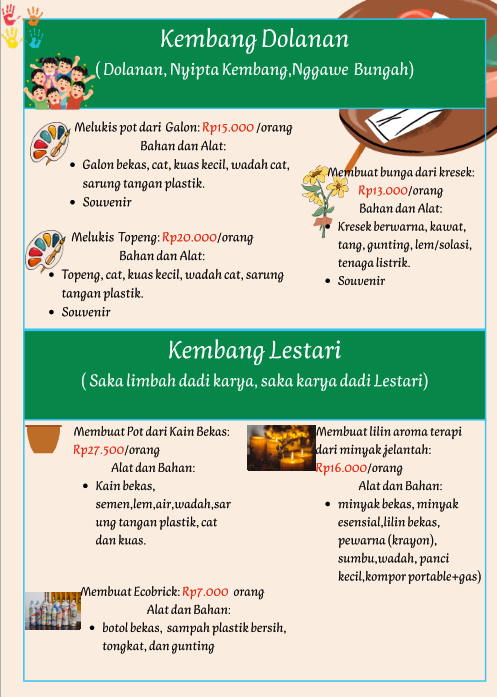 Kembang Dolanan
( Dolanan, Nyipta Kembang,Nggawe Bungah)
Melukis pot dari Galon: Rp15.000 /orang
Bahan dan Alat:
• Galon bekas, cat, kuas kecil, wadah cat,
sarung tangan plastik.
• Souvenir
Membuat bunga dari kresek:
Rp13.000/orang
Bahan dan Alat:
• Kresek berwarna, kawat,
tang, gunting, lem/solasi,
tenaga listrik.
• Souvenir
Melukis Topeng: Rp20.000/orang
Bahan dan Alat:
• Topeng, cat, kuas kecil, wadah cat, sarung
tangan plastik.
• Souvenir
Kembang Lestari
( Saka limbah dadi karya, saka karya dadi Lestari)
Membuat Pot dari Kain Bekas:
Rp27.500/orang
Alat dan Bahan:
• Kain bekas,
semen,lem,air,wadah,sar
ung tangan plastik, cat
dan kuas.
Membuat lilin aroma terapi
dari minyak jelantah:
Rp16.000/orang
Alat dan Bahan:
• minyak bekas, minyak
esensial,lilin bekas,
pewarna (krayon),
sumbu,wadah, panci
kecil,kompor portable+gas)
Membuat Ecobrick: Rp7.000 orang
Alat dan Bahan:
• botol bekas, sampah plastik bersih,
tongkat, dan gunting